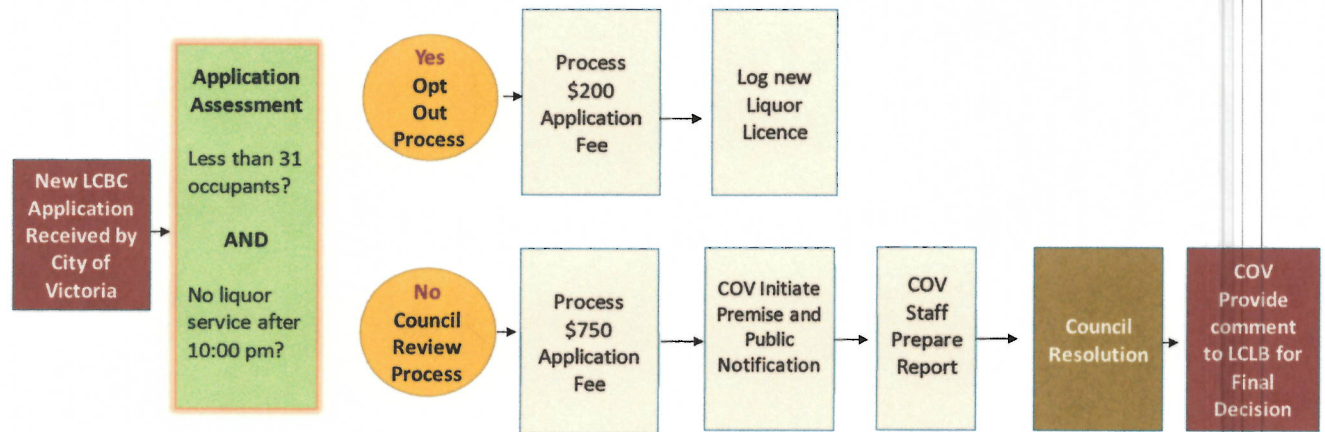 New LCBC
Application
Received by
City of
Victoria
Application
Assessment
Less than 31
occupants?
AND
No liquor
service after
10:00 pm?
Yes
Opt
Out
Process
Process
$200
Application
Fee
Log new
Liquor
Licence
No
Council
Review
Process
Process
$750
Application
Fee
COV Initiate
Premise and
Public
Notification
COV
Staff
Prepare
Report
Council
Resolution
COV
Provide
comment
to LCLB for
Final
Decision